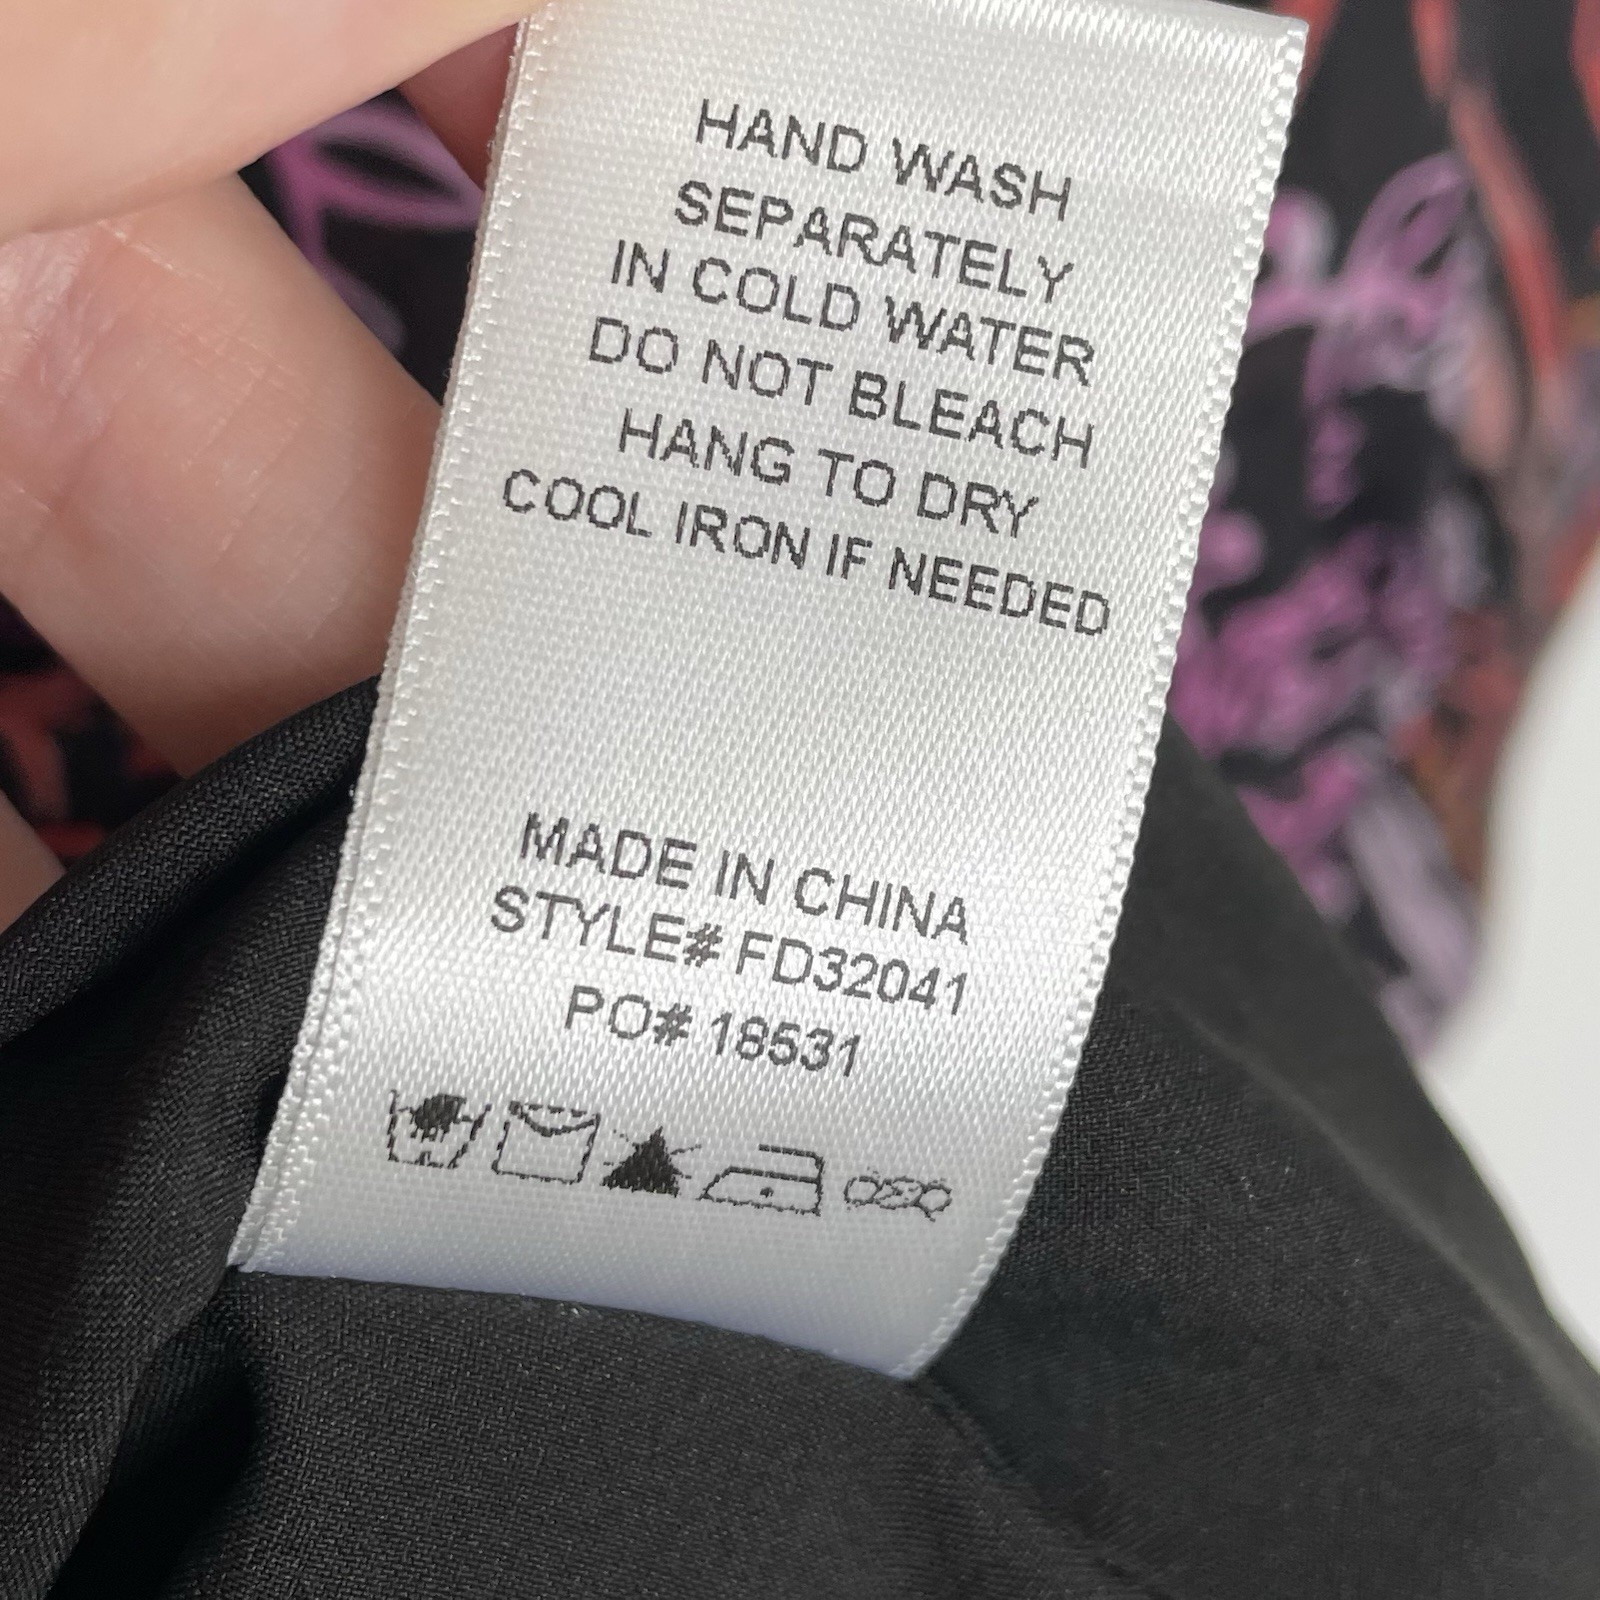 HAND WASH
SEPARATELY
IN COLD WATER
DO NOT BLEACH
HANG TO DRY
COOL IRON IF NEEDED
MADE IN CHINA
STYLE# FD32041
PO# 18531